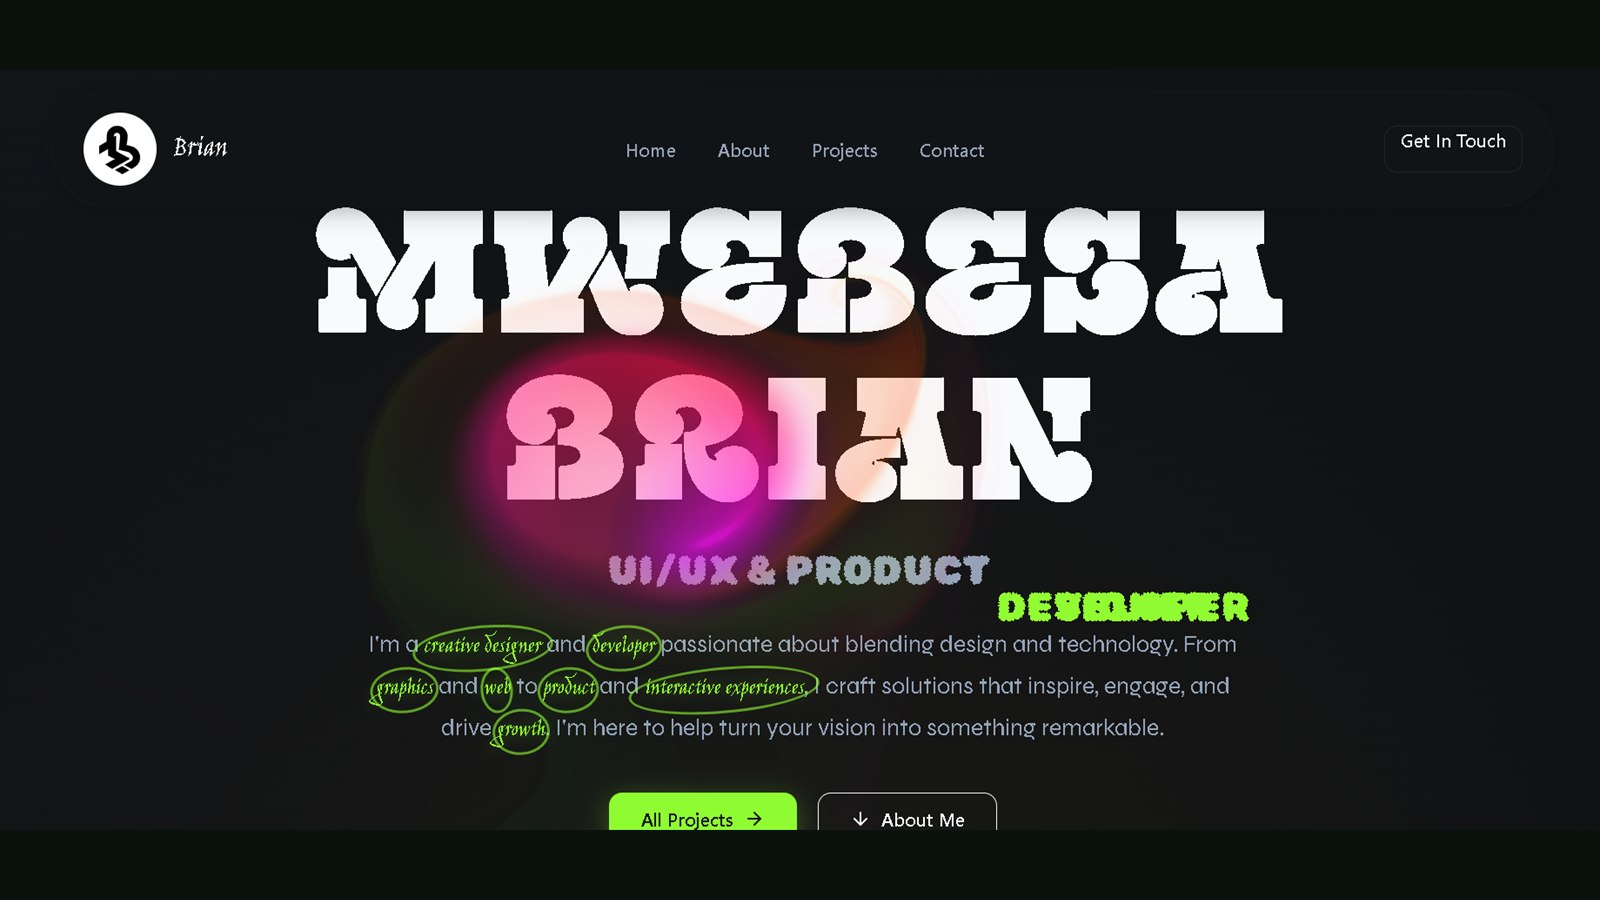 Brian
Home About Projects Contact
Get In Touch
MWEBESA
BRIAN
UI/UX & PRODUCT
I'm a creative designer and developer passionate about blending design and technology. From
graphics and web to product and interactive experiences, I craft solutions that inspire, engage, and
drive growth. I'm here to help turn your vision into something remarkable.
All Projects → ↓ About Me